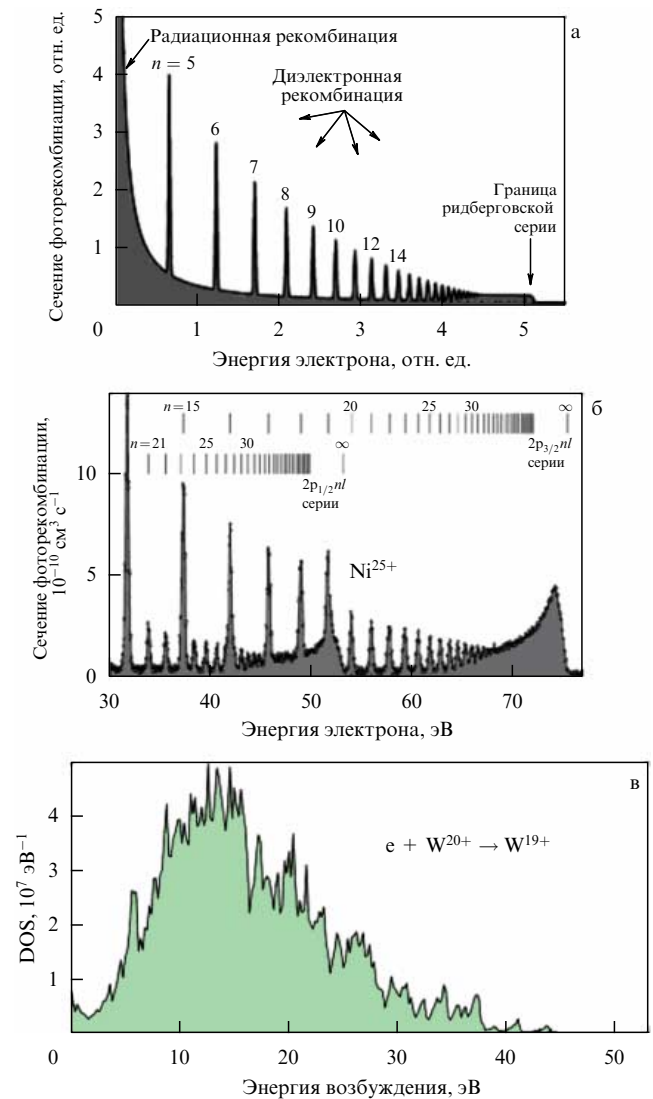 5
4
3
2
1
0
1
2
3
4
5
Сечение фоторекомбинации, отн. ед.
Энергия электрона, отн. ед.
а
Радиационная рекомбинация
n = 5
6
7
8
9
10
12
14
Диэлектронная
рекомбинация
Граница
ридберговской
серии
б
Сечение фоторекомбинации,
10⁻¹⁰ см³ с⁻¹
10
5
0
n=15
20
25
30
∞
2p₃/₂nl
серии
n=21
25
30
∞
2p₁/₂nl
серии
Ni²⁵⁺
30
40
50
60
70
Энергия электрона, эВ
в
DOS, 10⁷ эВ⁻¹
4
3
2
1
e + W²⁰⁺ → W¹⁹⁺
0
10
20
30
40
50
Энергия возбуждения, эВ